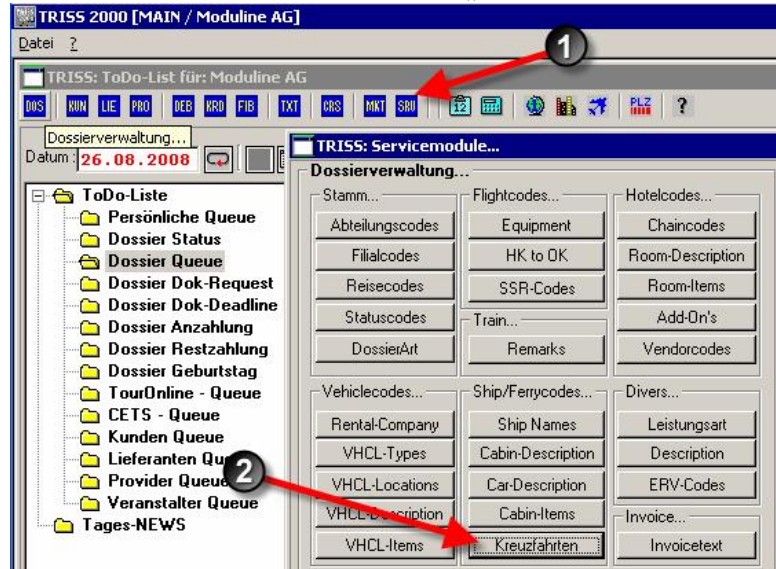 TRISS 2000 [MAIN / Moduline AG]
Datei ?
1
TRISS: ToDo-List für: Moduline AG
DOS KUN LIE PRO DEB KRD FIB TXT CRS MKT SRV 12 PLZ ?
Dossierverwaltung...
Datum : 26.08.2008
ToDo-Liste
Persönliche Queue
Dossier Status
Dossier Queue
Dossier Dok-Request
Dossier Dok-Deadline
Dossier Anzahlung
Dossier Restzahlung
Dossier Geburtstag
TourOnline - Queue
CETS - Queue
Kunden Queue
Lieferanten
2
Provider Queue
Veranstalter Queue
Tages-NEWS
TRISS: Servicemodule...
Dossierverwaltung...
Stamm...
Abteilungscodes
Filialcodes
Reisecodes
Statuscodes
DossierArt
Flightcodes...
Equipment
HK to OK
SSR-Codes
Train...
Remarks
Hotelcodes...
Chaincodes
Room-Description
Room-Items
Add-On's
Vendorcodes
Vehiclecodes...
Rental-Company
VHCL-Types
VHCL-Locations
VHCL-Description
VHCL-Items
Ship/Ferrycodes...
Ship Names
Cabin-Description
Car-Description
Cabin-Items
Kreuzfahrten
Divers...
Leistungsart
Description
ERV-Codes
Invoice...
Invoicetext